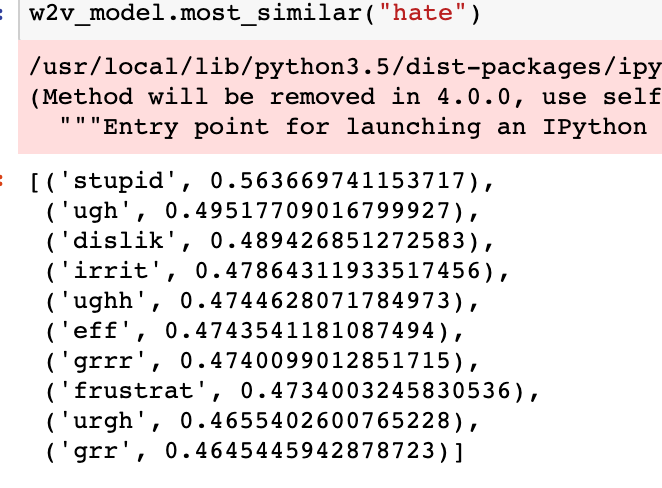 w2v_model.most_similar("hate")
/usr/local/lib/python3.5/dist-packages/ipy
(Method will be removed in 4.0.0, use self
"""Entry point for launching an IPython
[('stupid', 0.563669741153717),
('ugh', 0.49517709016799927),
('dislik', 0.489426851272583),
('irrit', 0.47864311933517456),
('ughh', 0.4744628071784973),
('eff', 0.4743541181087494),
('grrr', 0.4740099012851715),
('frustrat', 0.4734003245830536),
('urgh', 0.4655402600765228),
('grr', 0.4645445942878723)]